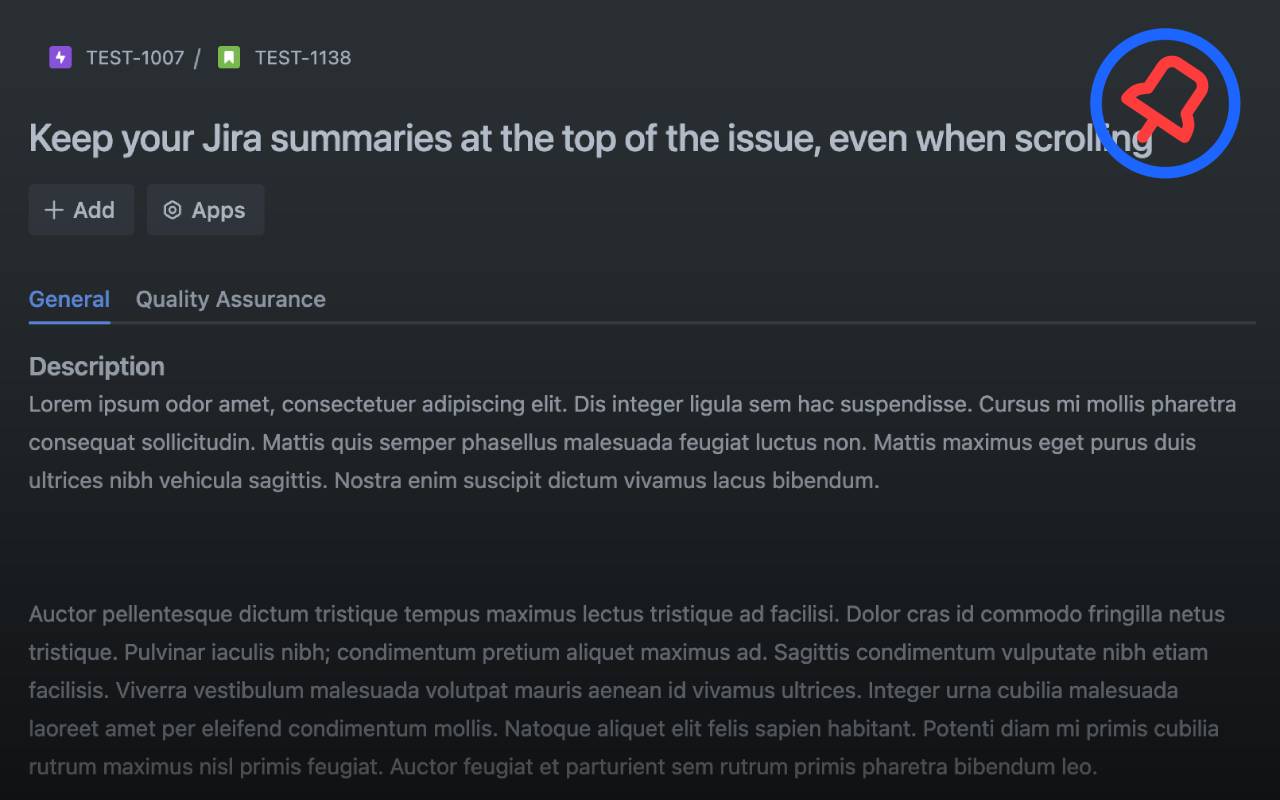 TEST-1007 / TEST-1138
Keep your Jira summaries at the top of the issue, even when scrolling
Add Apps
General Quality Assurance
Description
Lorem ipsum odor amet, consectetuer adipiscing elit. Dis integer ligula sem hac suspendisse. Cursus mi mollis pharetra
consequat sollicitudin. Mattis quis semper phasellus malesuada feugiat luctus non. Mattis maximus eget purus duis
ultrices nibh vehicula sagittis. Nostra enim suscipit dictum vivamus lacus bibendum.
Auctor pellentesque dictum tristique tempus maximus lectus tristique ad facilisi. Dolor cras id commodo fringilla netus
tristique. Pulvinar iaculis nibh; condimentum pretium aliquet maximus ad. Sagittis condimentum vulputate nibh etiam
facilisis. Viverra vestibulum malesuada volutpat mauris aenean id vivamus ultrices. Integer urna cubilia malesuada
laoreet amet per eleifend condimentum mollis. Natoque aliquet elit felis sapien habitant. Potenti diam mi primis cubilia
rutrum maximus nisl primis feugiat. Auctor feugiat et parturient sem rutrum primis pharetra bibendum leo.